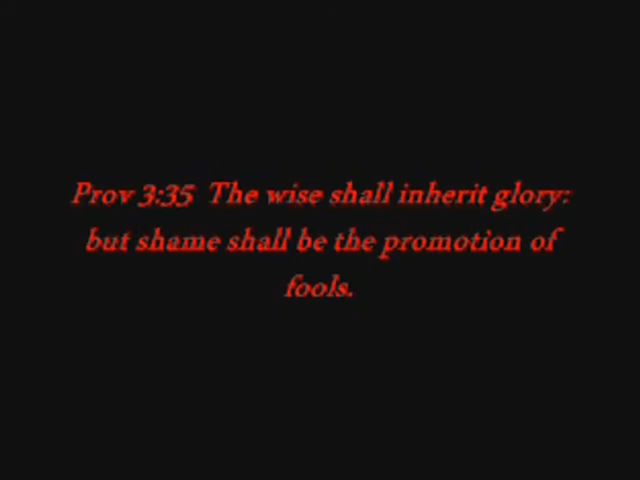 Prov 3:35 The wise shall inherit glory:
but shame shall be the promotion of
fools.